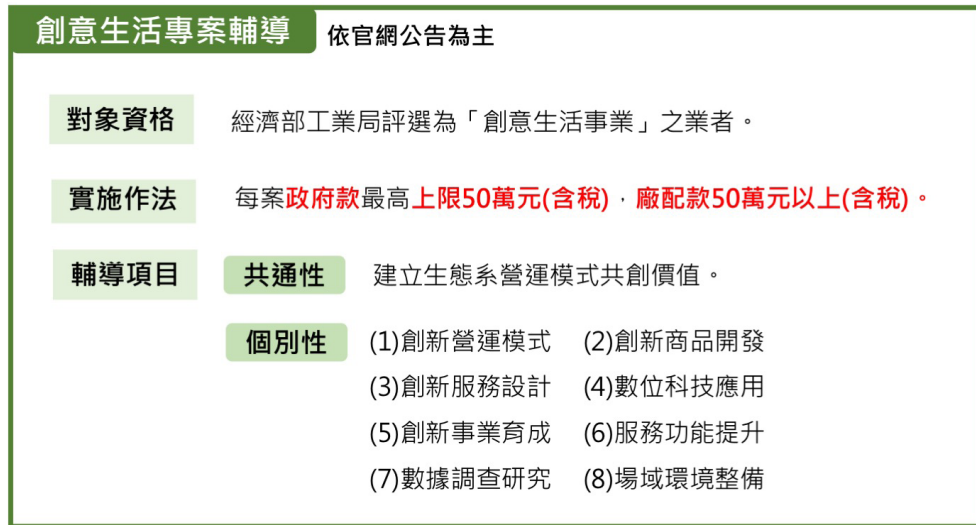 創意生活專案輔導 依官網公告為主
對象資格 經濟部工業局評選為「創意生活事業」之業者。
實施作法 每案政府款最高上限50萬元(含稅),廠配款50萬元以上(含稅)。
輔導項目 共通性 建立生態系營運模式共創價值。
個別性 (1)創新營運模式 (2)創新商品開發
(3)創新服務設計 (4)數位科技應用
(5)創新事業育成 (6)服務功能提升
(7)數據調查研究 (8)場域環境整備